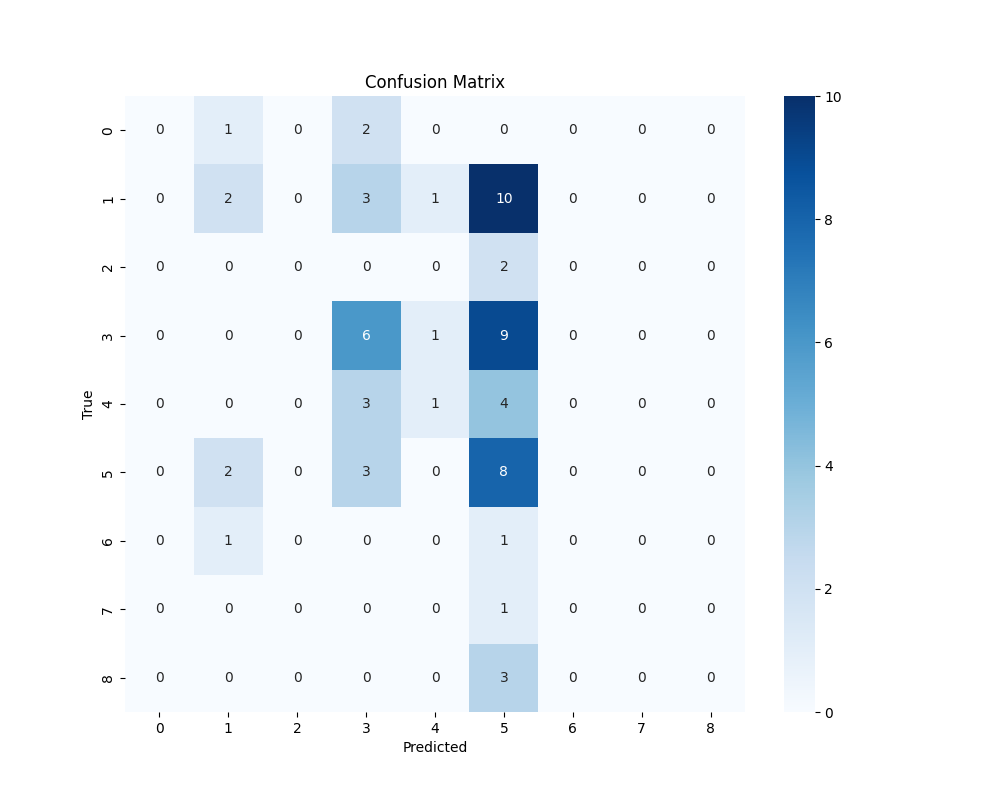 Confusion Matrix
0 0 1 0 2 0 0 0 0 0
1 0 2 0 3 1 10 0 0 0
2 0 0 0 0 0 2 0 0 0
3 0 0 0 6 1 9 0 0 0
4 0 0 0 3 1 4 0 0 0
5 0 2 0 3 0 8 0 0 0
6 0 1 0 0 0 1 0 0 0
7 0 0 0 0 0 1 0 0 0
8 0 0 0 0 0 3 0 0 0
0 1 2 3 4 5 6 7 8
Predicted
True
10
8
6
4
2
0